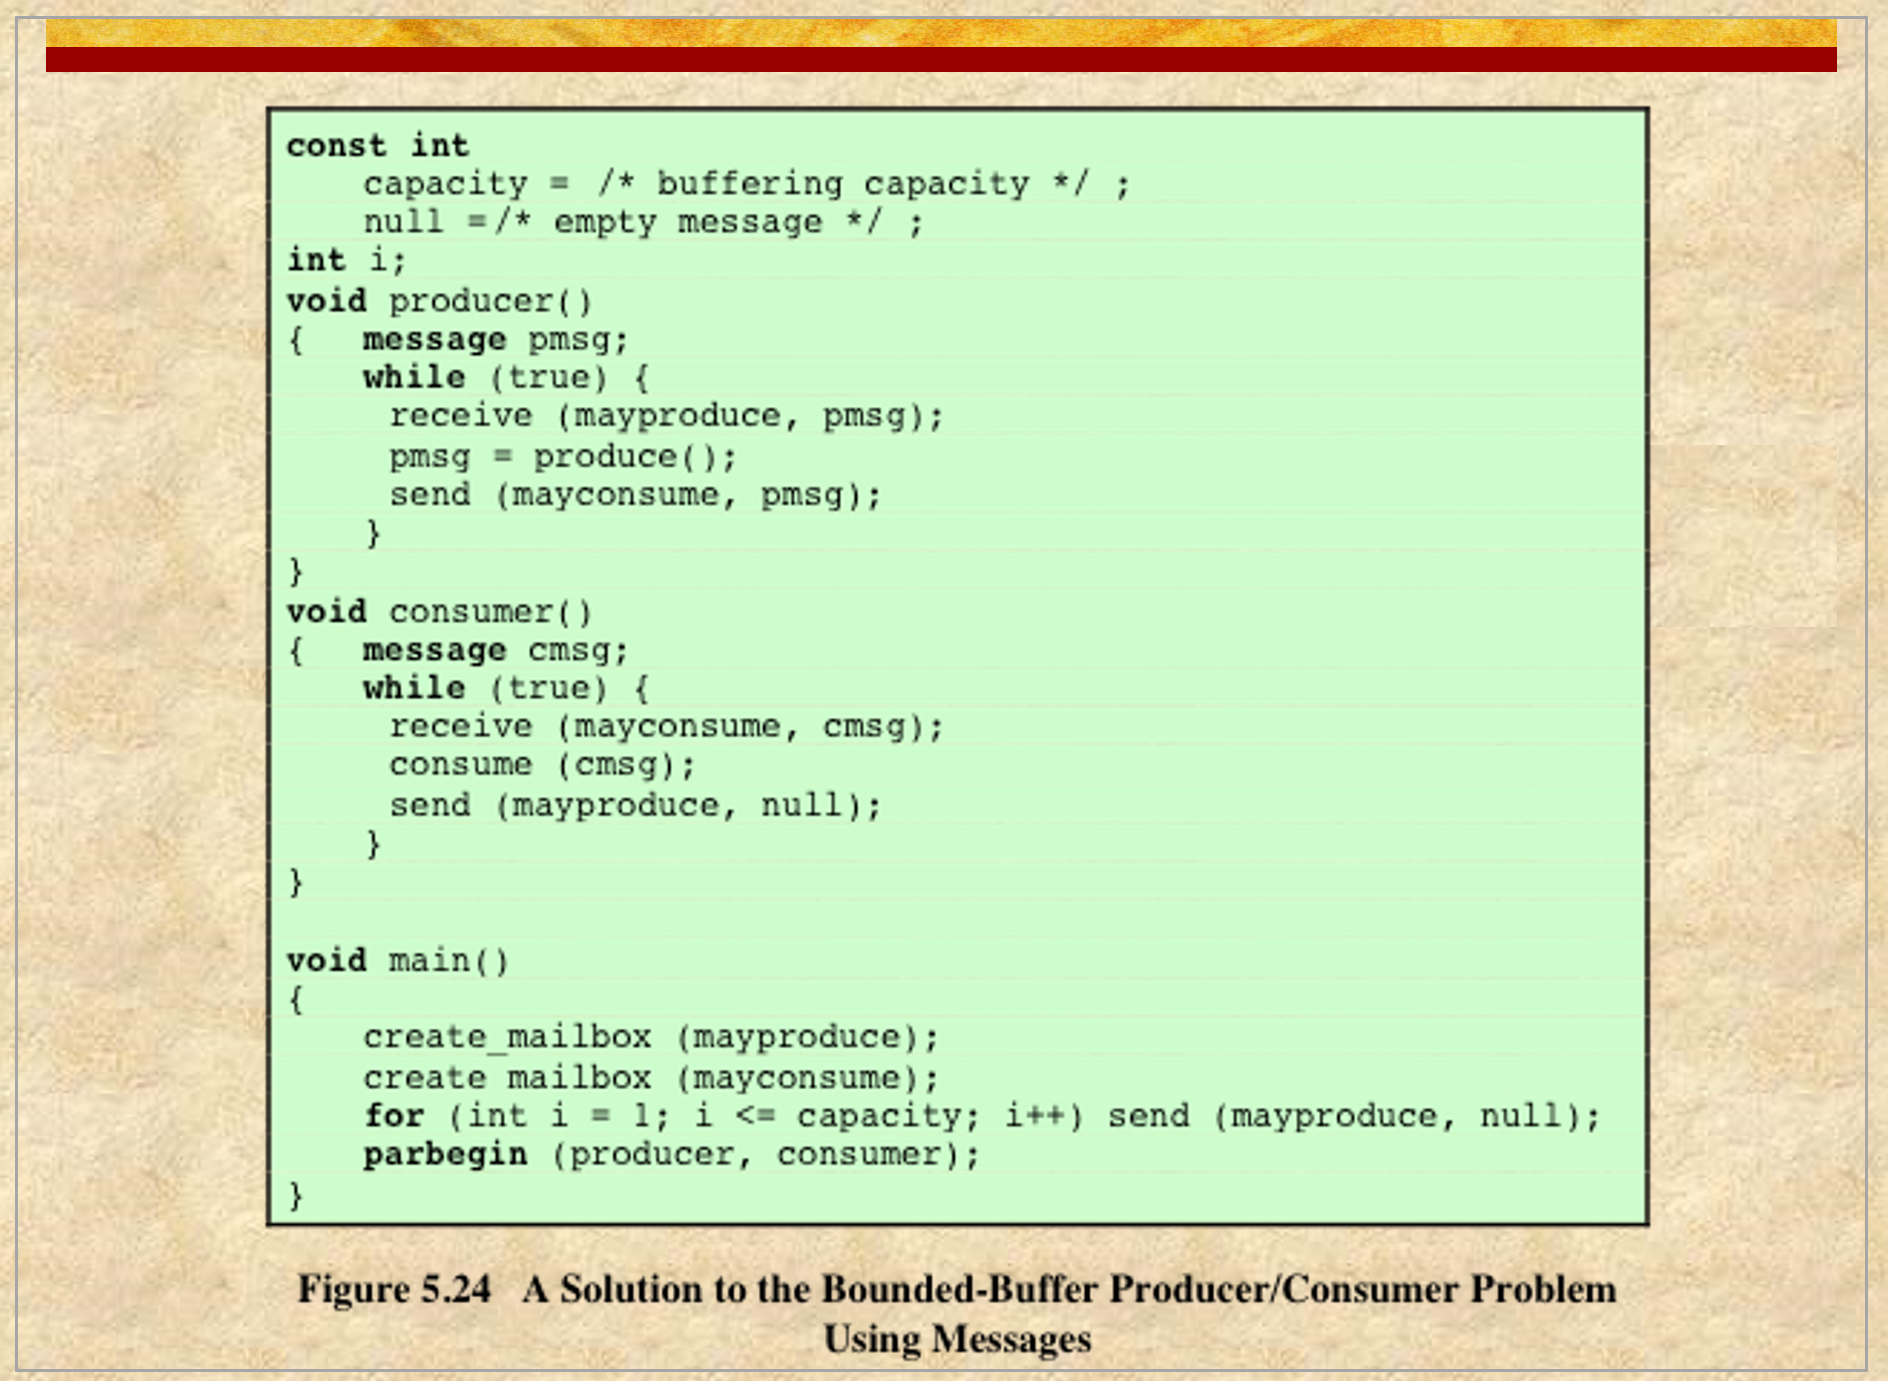 const int
    capacity = /* buffering capacity */ ;
    null =/* empty message */ ;
int i;
void producer()
{   message pmsg;
    while (true) {
     receive (mayproduce, pmsg);
     pmsg = produce();
     send (mayconsume, pmsg);
    }
}
void consumer()
{   message cmsg;
    while (true) {
     receive (mayconsume, cmsg);
     consume (cmsg);
     send (mayproduce, null);
    }
}
void main()
{
    create_mailbox (mayproduce);
    create mailbox (mayconsume);
    for (int i = 1; i <= capacity; i++) send (mayproduce, null);
    parbegin (producer, consumer);
}
Figure 5.24 A Solution to the Bounded-Buffer Producer/Consumer Problem
Using Messages